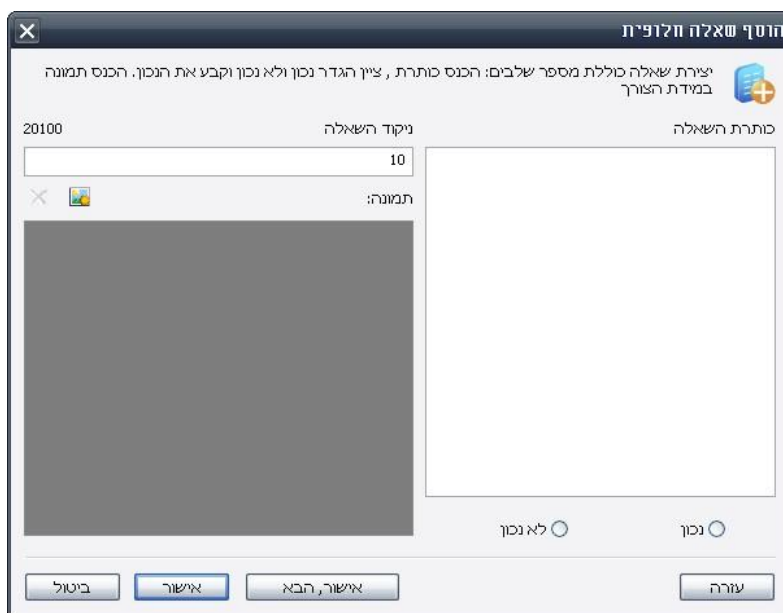 הוסף שאלה חלופית
יצירת שאלה כוללת מספר שלבים: הכנס כותרת , ציין הגדר נכון ולא נכון וקבע את הנכון. הכנס תמונה
במידת הצורך
כותרת השאלה
ניקוד השאלה
20100
10
תמונה:
נכון
לא נכון
עזרה
אישור, הבא
אישור
ביטול